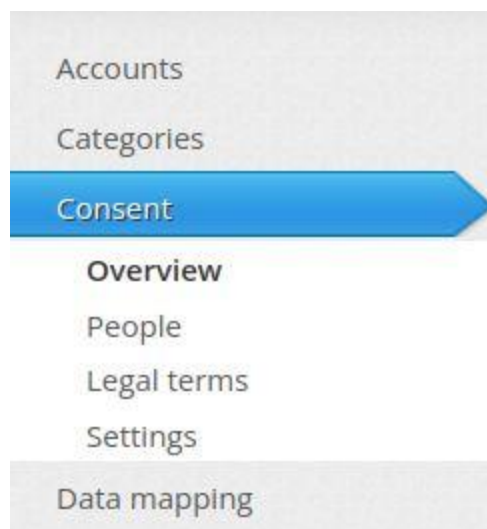 Accounts
Categories
Consent
Overview
People
Legal terms
Settings
Data mapping